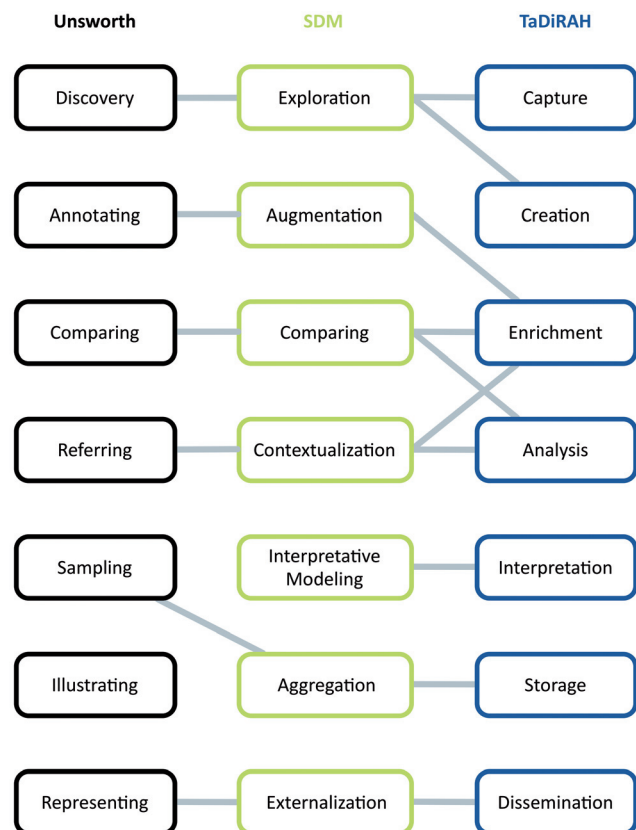 Unsworth SDM TaDiRAH
Discovery Exploration Capture
Annotating Augmentation Creation
Comparing Comparing Enrichment
Referring Contextualization Analysis
Sampling Interpretative Modeling Interpretation
Illustrating Aggregation Storage
Representing Externalization Dissemination